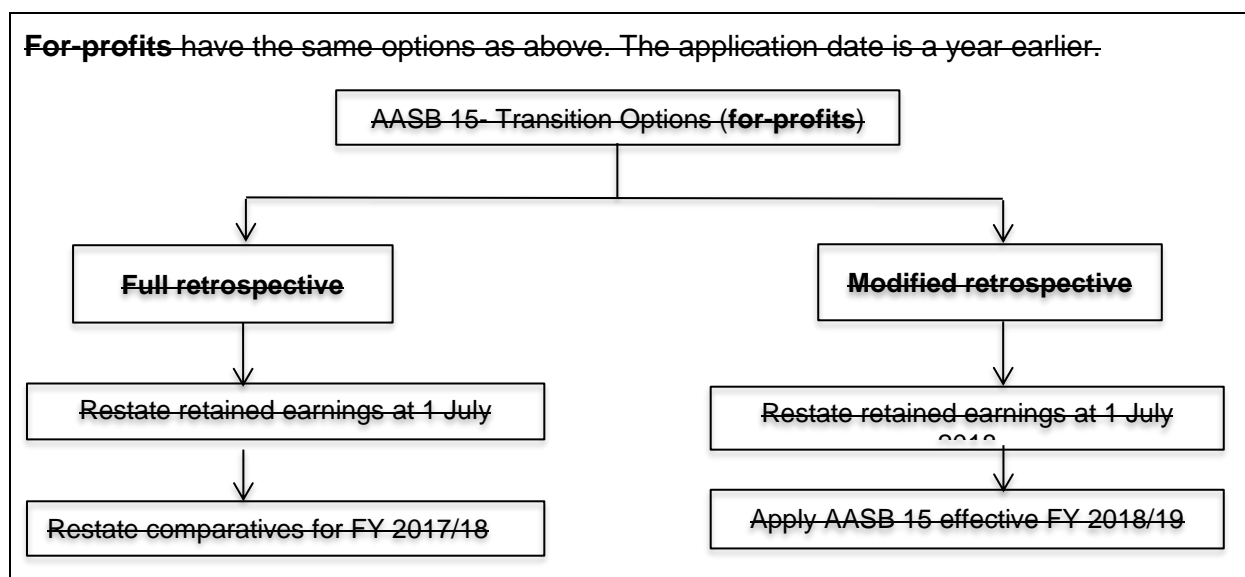 For-profits have the same options as above. The application date is a year earlier.
AASB 15- Transition Options (for-profits)
Full retrospective
Modified retrospective
Restate retained earnings at 1 July
Restate retained earnings at 1 July
Restate comparatives for FY 2017/18
Apply AASB 15 effective FY 2018/19